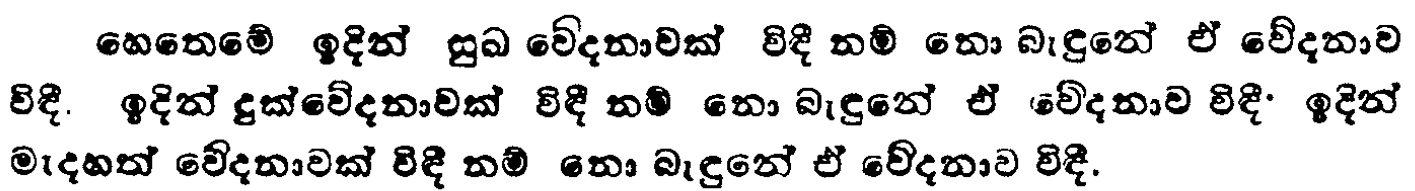 හෙතෙමේ ඉදින් සුඛ වේදනාවක් විඳී නම් නො බැඳුනේ ඒ වේදනාව
විඳී. ඉදින් දුක්වේදනාවක් විඳී නම් නො බැඳුනේ ඒ වේදනාව විඳී. ඉදින්
මැදහත් වේදනාවක් විඳී නම් නො බැඳුනේ ඒ වේදනාව විඳී.